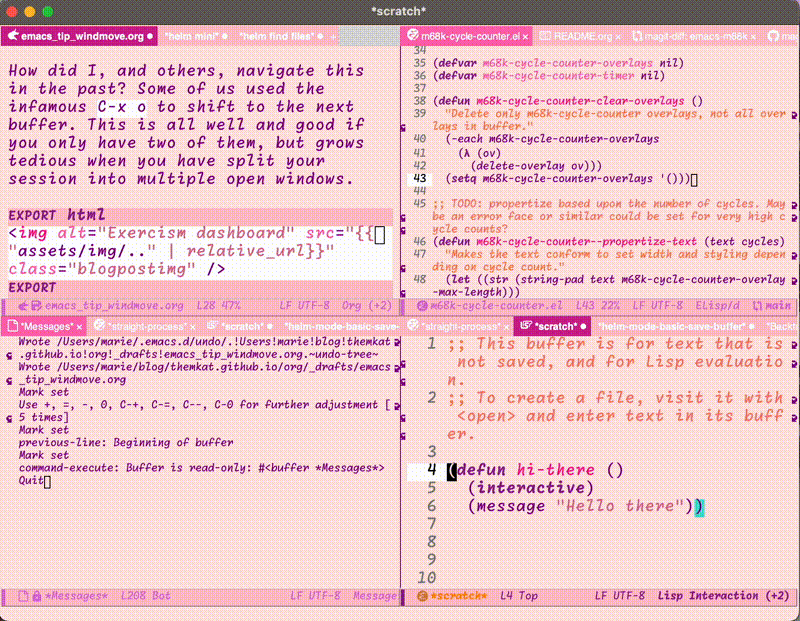 *scratch*
emacs_tip_windmove.org
*helm mini*
*helm find files*
How did I, and others, navigate this
in the past? Some of us used the
infamous C-x o to shift to the next
buffer. This is all well and good if
you only have two of them, but grows
tedious when you have split your
session into multiple open windows.
EXPORT html
<img alt="Exercism dashboard" src="{{
"assets/img/.." | relative_url}}"
class="blogpostimg" />
EXPORT
emacs_tip_windmove.org L28 47% LF UTF-8 Org (+2)
m68k-cycle-counter.el × README.org × magit-diff: emacs-m68k × mag
34
35 (defvar m68k-cycle-counter-overlays nil)
36 (defvar m68k-cycle-counter-timer nil)
37
38 (defun m68k-cycle-counter-clear-overlays ()
39 "Delete only m68k-cycle-counter overlays, not all over
lays in buffer."
40 (-each m68k-cycle-counter-overlays
41 (λ (ov)
42 (delete-overlay ov)))
43 (setq m68k-cycle-counter-overlays '()))
44
45 ;; TODO: propertize based upon the number of cycles. May
be an error face or similar could be set for very high c
ycle counts?
46 (defun m68k-cycle-counter--propertize-text (text cycles)
47 "Makes the text conform to set width and styling depen
ding on cycle count."
48 (let ((str (string-pad text m68k-cycle-counter-overlay
-max-length)))
m68k-cycle-counter.el L43 22% LF UTF-8 ELisp/d main
*Messages* × *straight-process* × *scratch* *helm-mode-basic-save-
Wrote /Users/marie/.emacs.d/undo/.!Users!marie!blog!themkat
.github.io!org!_drafts!emacs_tip_windmove.org.~undo-tree~
Wrote /Users/marie/blog/themkat.github.io/org/_drafts/emacs
_tip_windmove.org
Mark set
Use +, =, -, 0, C-+, C-=, C--, C-0 for further adjustment [
5 times]
Mark set
previous-line: Beginning of buffer
Mark set
command-execute: Buffer is read-only: #<buffer *Messages*>
Quit
*Messages* L208 Bot LF UTF-8 Message
*straight-process* × *scratch* *helm-mode-basic-save-buffer* *Backt
1 ;; This buffer is for text that is
not saved, and for Lisp evaluatio
n.
2 ;; To create a file, visit it with
<open> and enter text in its buff
er.
3
4 (defun hi-there ()
5 (interactive)
6 (message "Hello there"))
7
8
9
10
*scratch* L4 Top LF UTF-8 Lisp Interaction (+2)